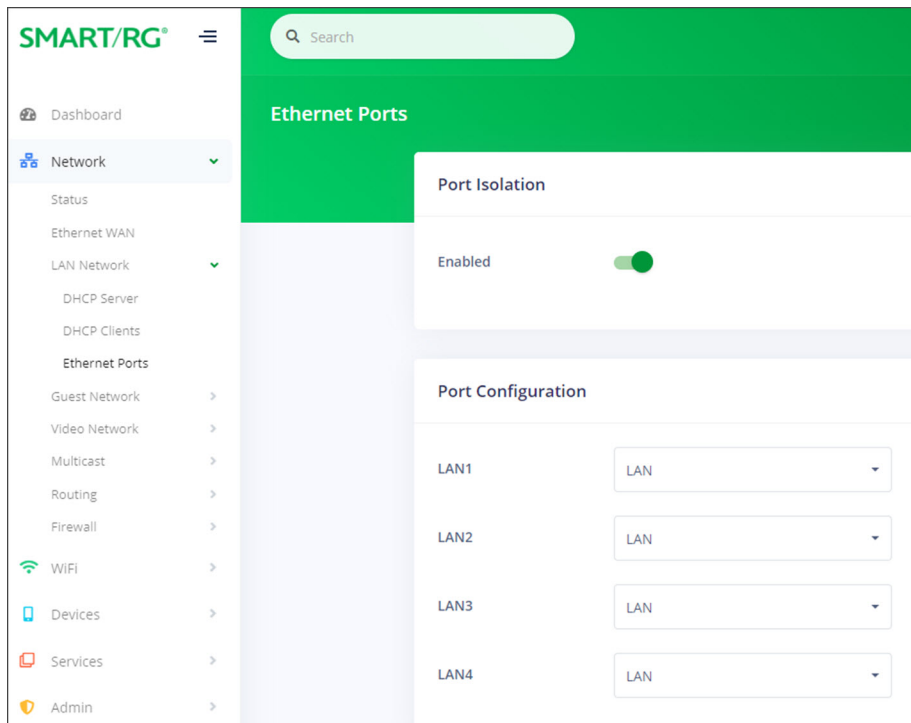 SMART/RG®
Search
Dashboard
Network
Status
Ethernet WAN
LAN Network
DHCP Server
DHCP Clients
Ethernet Ports
Guest Network
Video Network
Multicast
Routing
Firewall
WiFi
Devices
Services
Admin
Ethernet Ports
Port Isolation
Enabled
Port Configuration
LAN1 LAN
LAN2 LAN
LAN3 LAN
LAN4 LAN